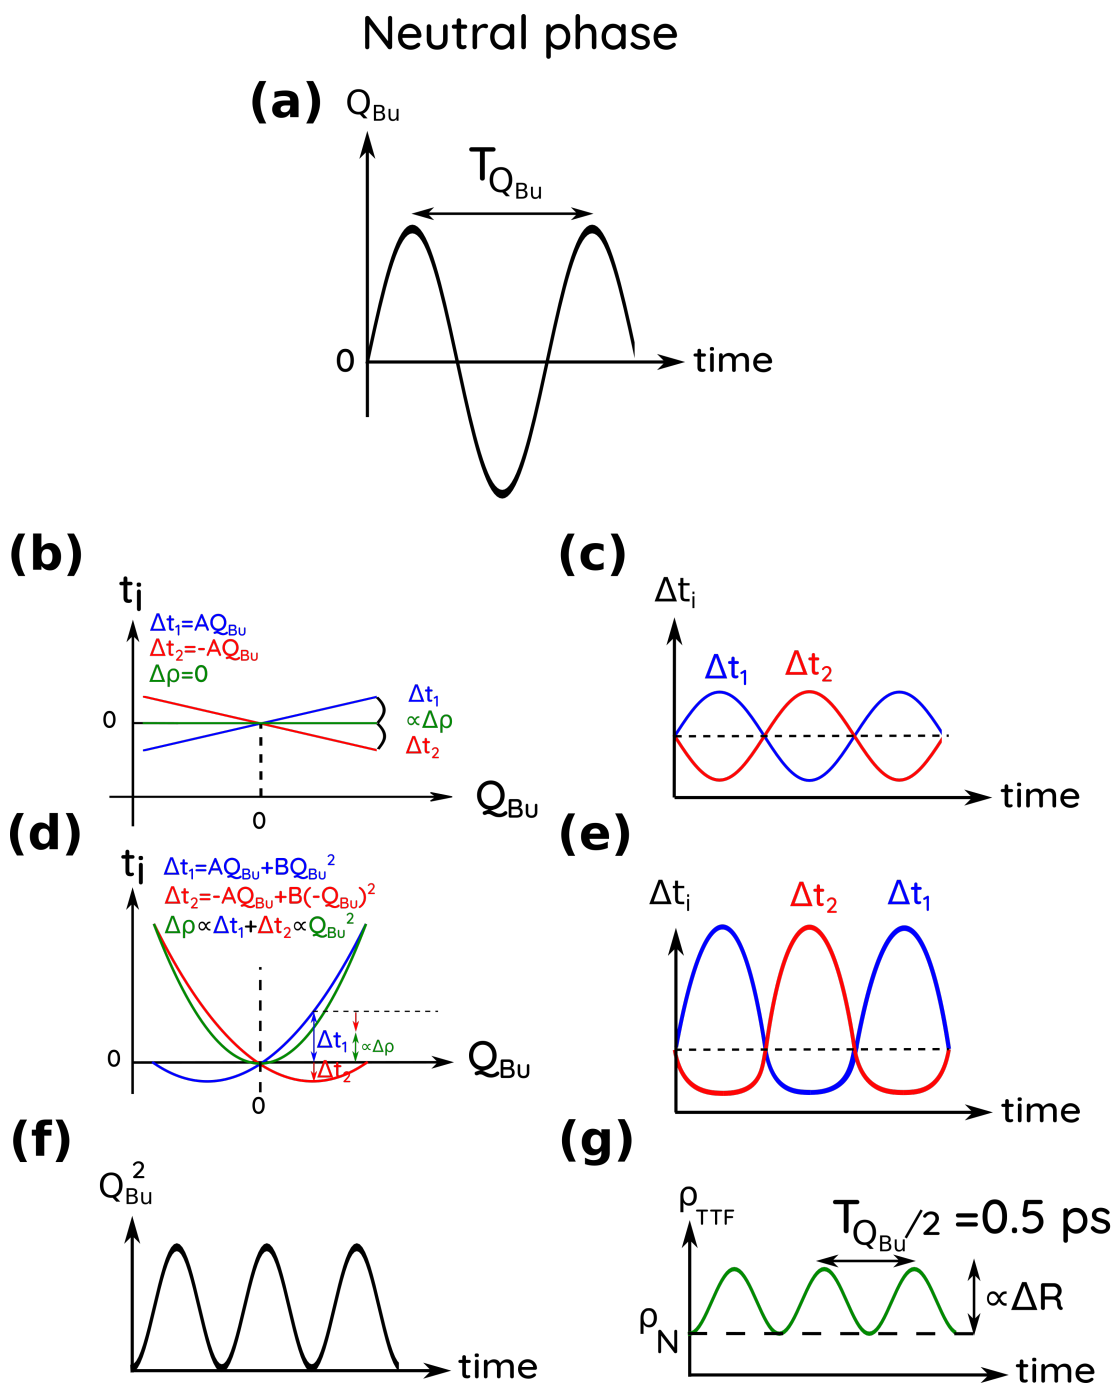 Neutral phase
(a) Q_Bu
T_Q_Bu
0
time
(b)
t_i
Δt₁=AQ_Bu
Δt₂=-AQ_Bu
Δρ=0
0
Δt₁
∝Δρ
Δt₂
Q_Bu
0
(c)
Δt_i
Δt₁
Δt₂
time
(d)
t_i
Δt₁=AQ_Bu+BQ_Bu²
Δt₂=-AQ_Bu+B(-Q_Bu)²
Δρ∝Δt₁+Δt₂∝Q_Bu²
0
Δt₁
∝Δρ
Δt₂
Q_Bu
0
(e)
Δt_i
Δt₂
Δt₁
time
(f)
Q_Bu²
time
(g)
ρ_TTF
T_Q_Bu/2 =0.5 ps
∝ΔR
ρ_N
time